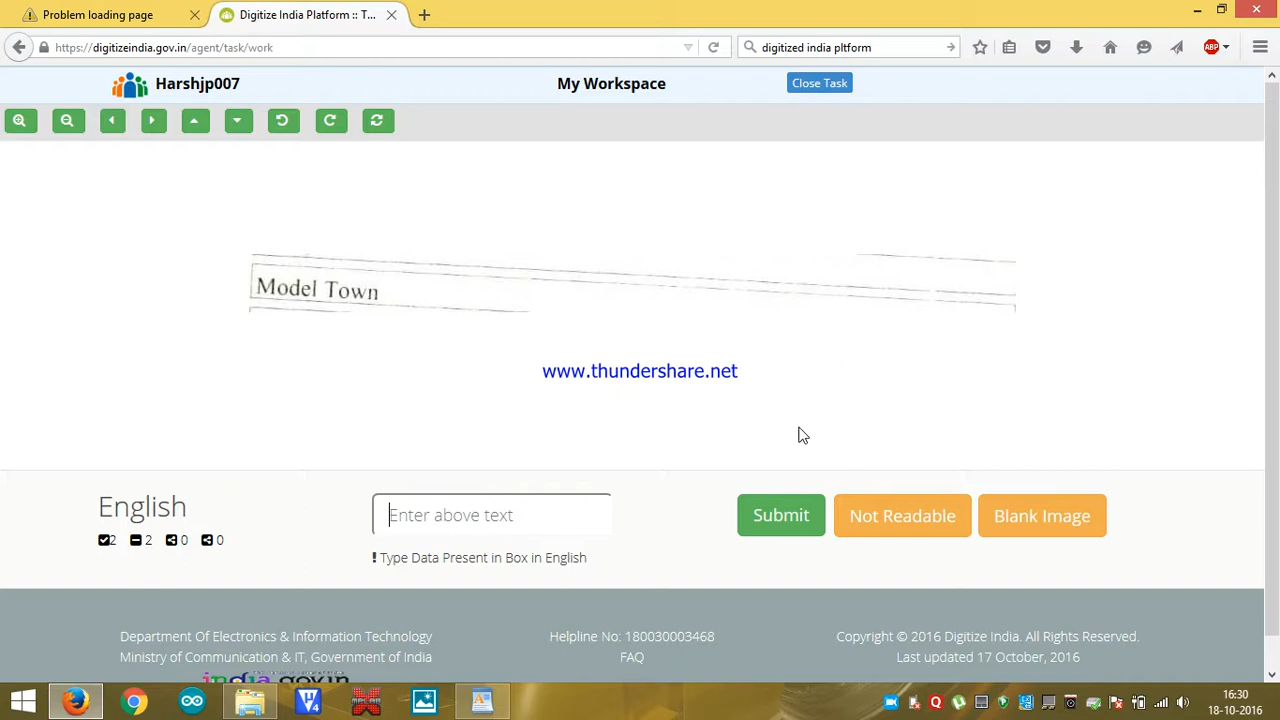 Problem loading page
Digitize India Platform :: T...
https://digitizeindia.gov.in/agent/task/work
digitized india pltform
ABP
Harshjp007
My Workspace
Close Task
Model Town
www.thundershare.net
English
2 2 0 0
Enter above text
Submit
Not Readable
Blank Image
! Type Data Present in Box in English
Department Of Electronics & Information Technology
Ministry of Communication & IT, Government of India
Helpline No: 180030003468
FAQ
Copyright © 2016 Digitize India. All Rights Reserved.
Last updated 17 October, 2016
16:30
18-10-2016